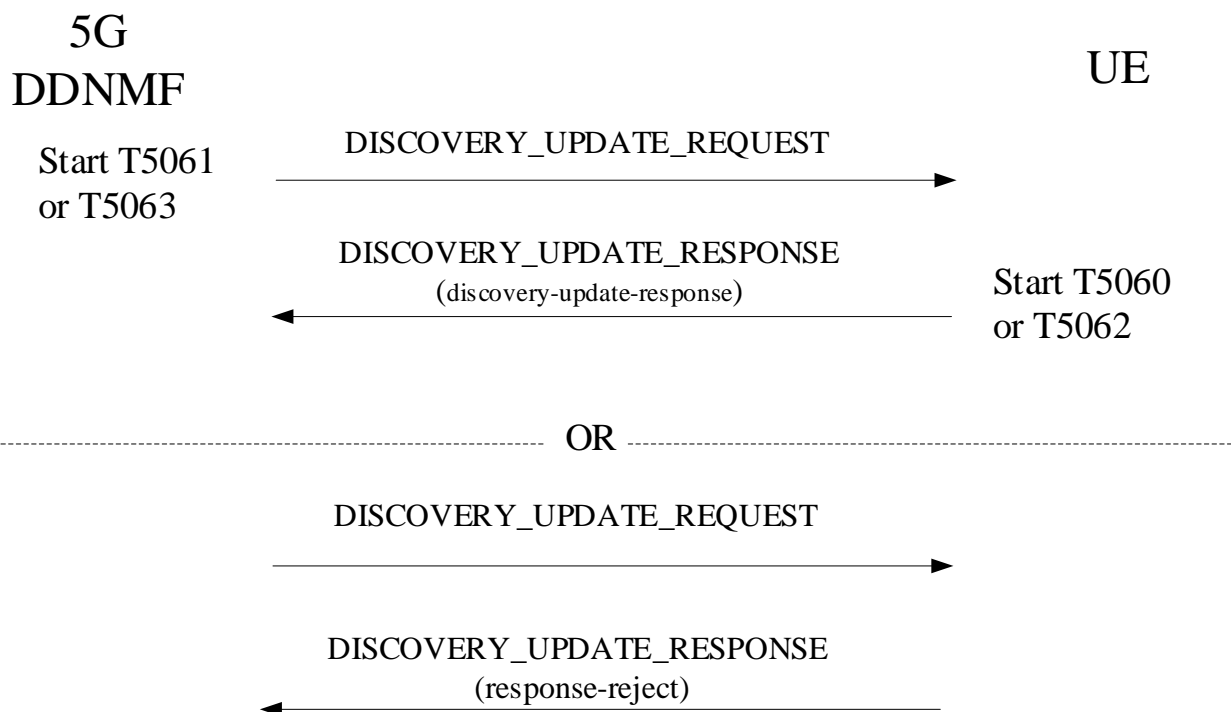 5G
DDNMF
UE
Start T5061
or T5063
DISCOVERY_UPDATE_REQUEST
DISCOVERY_UPDATE_RESPONSE
(discovery-update-response)
Start T5060
or T5062
OR
DISCOVERY_UPDATE_REQUEST
DISCOVERY_UPDATE_RESPONSE
(response-reject)